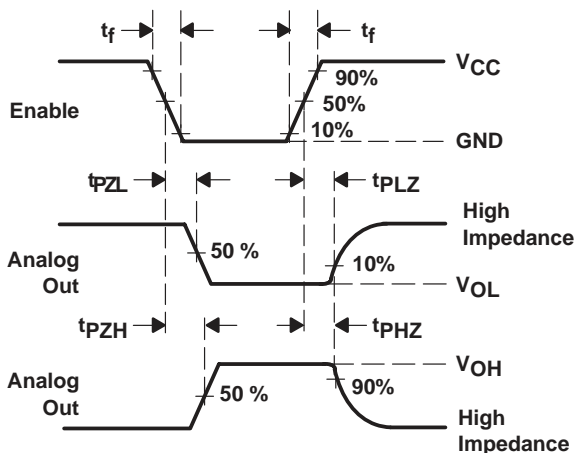 tf
tf
VCC
90%
Enable
50%
10%
GND
tPZL
tPLZ
High
Impedance
50 %
Analog
Out
10%
VOL
tPZH
tPHZ
VOH
Analog
Out
50 %
90%
High
Impedance